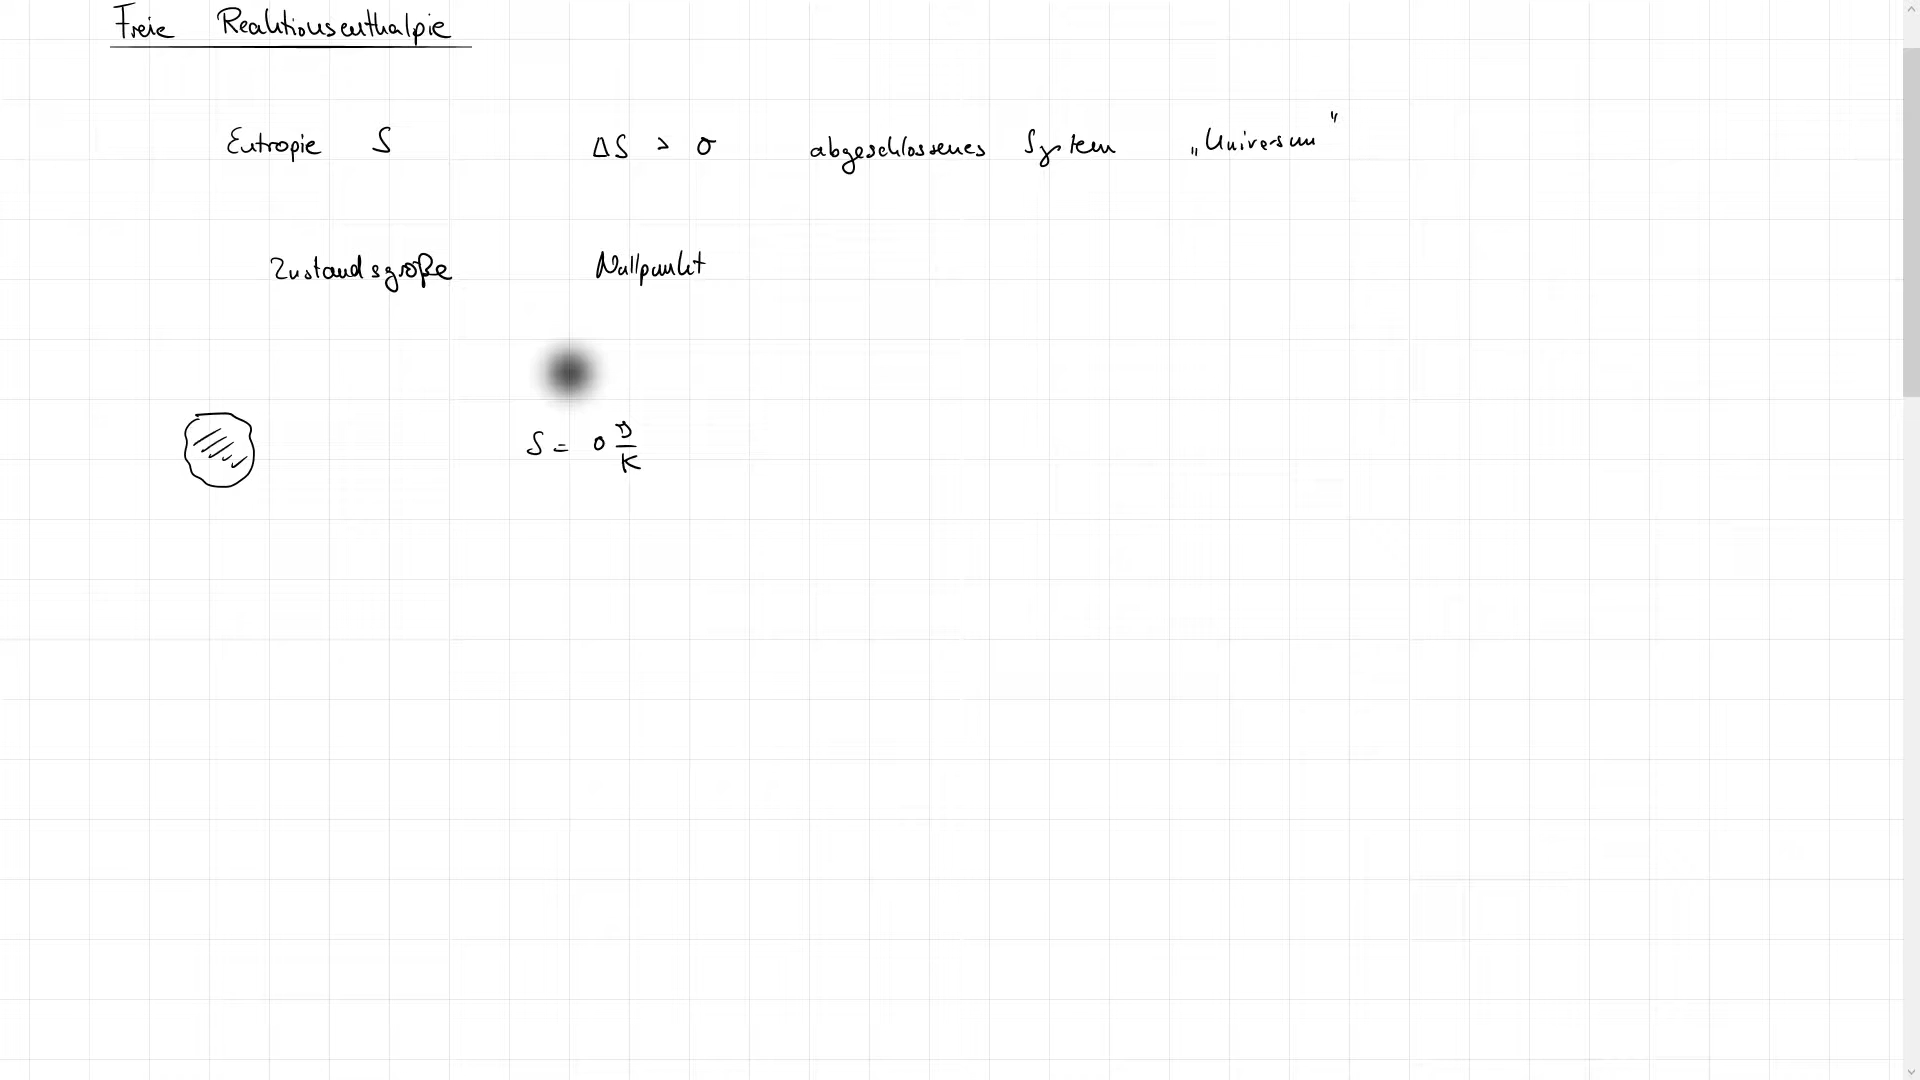 Freie Reaktionsenthalpie
Entropie S ΔS > 0 abgeschlossenes System „Universum"
Zustandsgröße Nullpunkt
S = 0 J/K